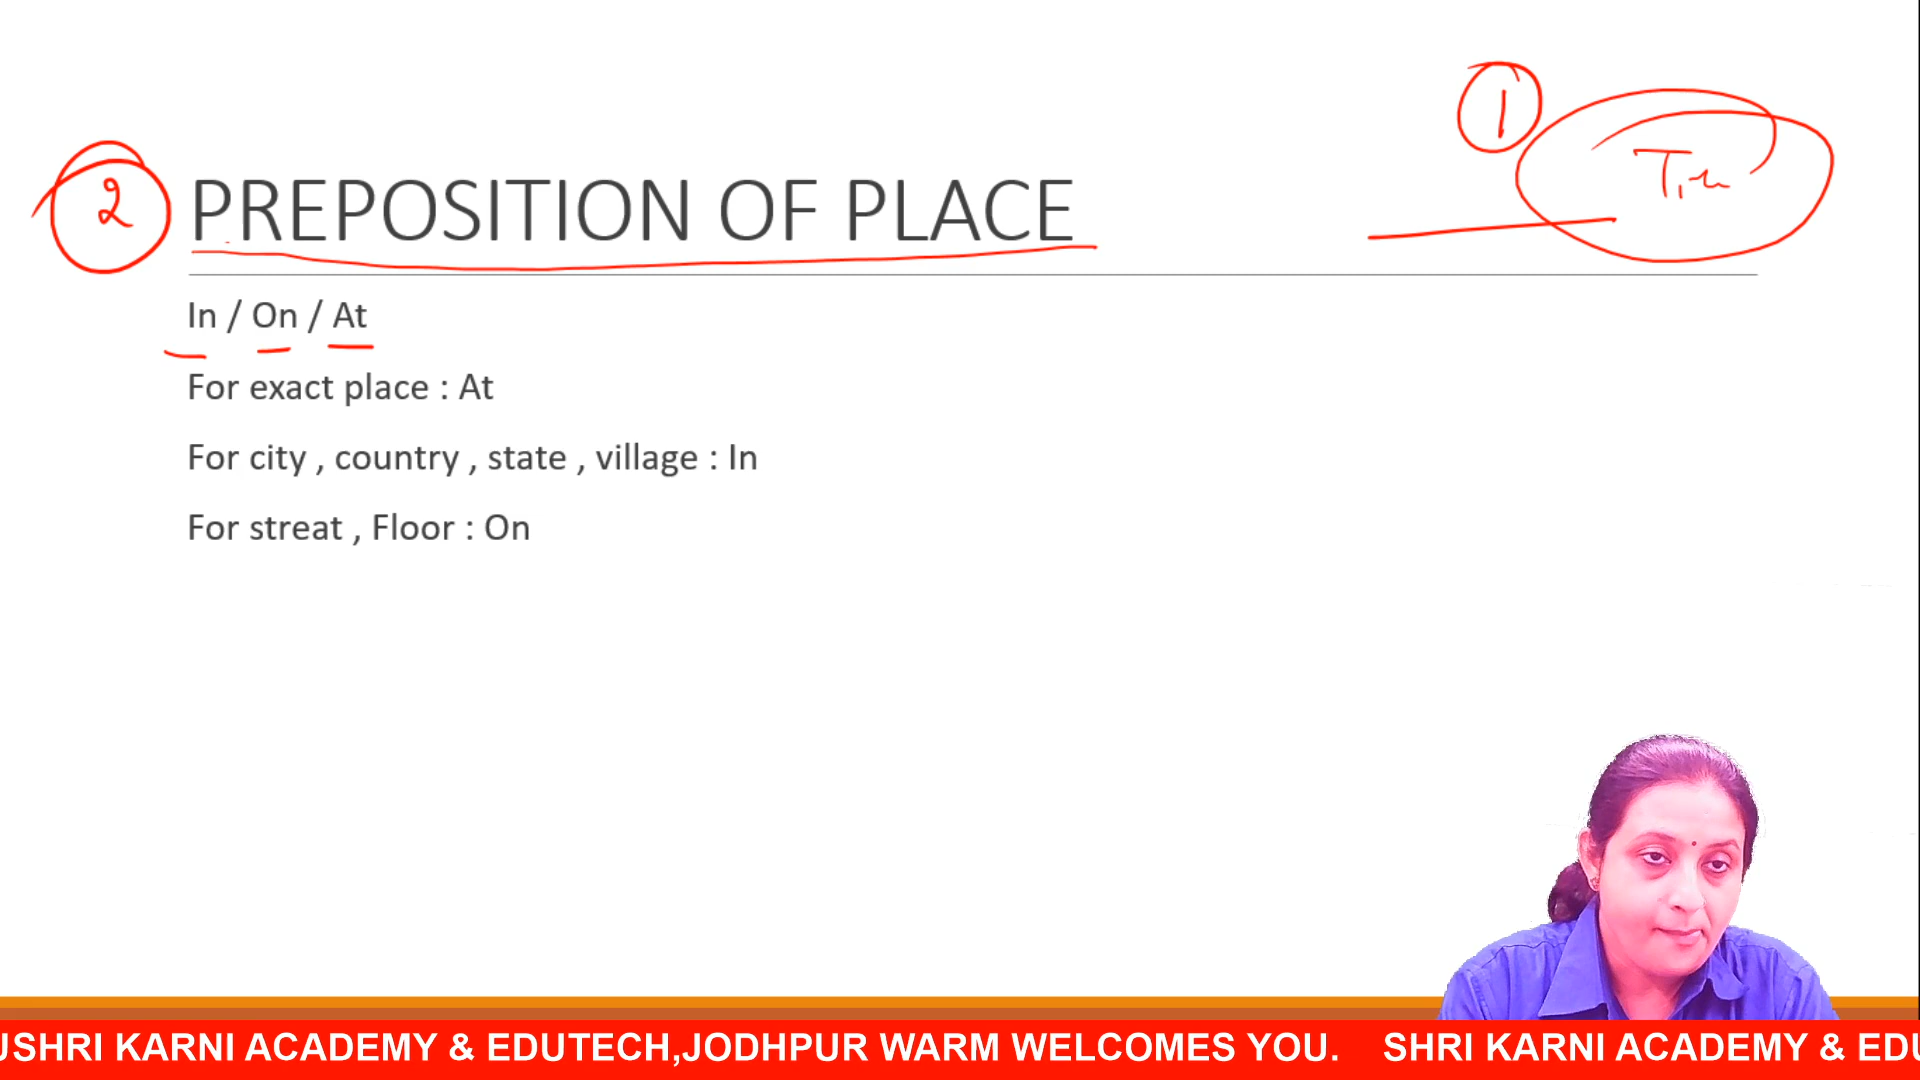 1
2 PREPOSITION OF PLACE
In / On / At
For exact place : At
For city , country , state , village : In
For streat , Floor : On
SHRI KARNI ACADEMY & EDUTECH,JODHPUR WARM WELCOMES YOU. SHRI KARNI ACADEMY &